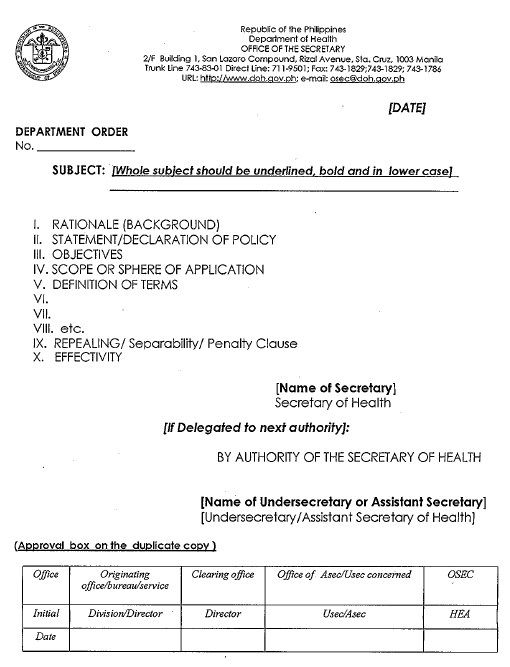 Republic of the Philippines
Department of Health
OFFICE OF THE SECRETARY
2/F Building 1, San Lazaro Compound, Rizal Avenue, Sta. Cruz, 1003 Manila
Trunk Line 743-83-01 Direct Line: 711-9501; Fax: 743-1829;743-1829; 743-1786
URL: http://www.doh.gov.ph; e-mail: osec@doh.gov.ph
[DATE]
DEPARTMENT ORDER
No.
SUBJECT: [Whole subject should be underlined, bold and in lower case]
I. RATIONALE (BACKGROUND)
II. STATEMENT/DECLARATION OF POLICY
III. OBJECTIVES
IV. SCOPE OR SPHERE OF APPLICATION
V. DEFINITION OF TERMS
VI.
VII.
VIII. etc.
IX. REPEALING/ Separability/ Penalty Clause
X. EFFECTIVITY
[Name of Secretary]
Secretary of Health
[If Delegated to next authority]:
BY AUTHORITY OF THE SECRETARY OF HEALTH
[Name of Undersecretary or Assistant Secretary]
[Undersecretary/Assistant Secretary of Health]
(Approval box on the duplicate copy )
Office Originating office/bureau/service Clearing office Office of Asec/Usec concerned OSEC
Initial Division/Director Director Usec/Asec HEA
Date